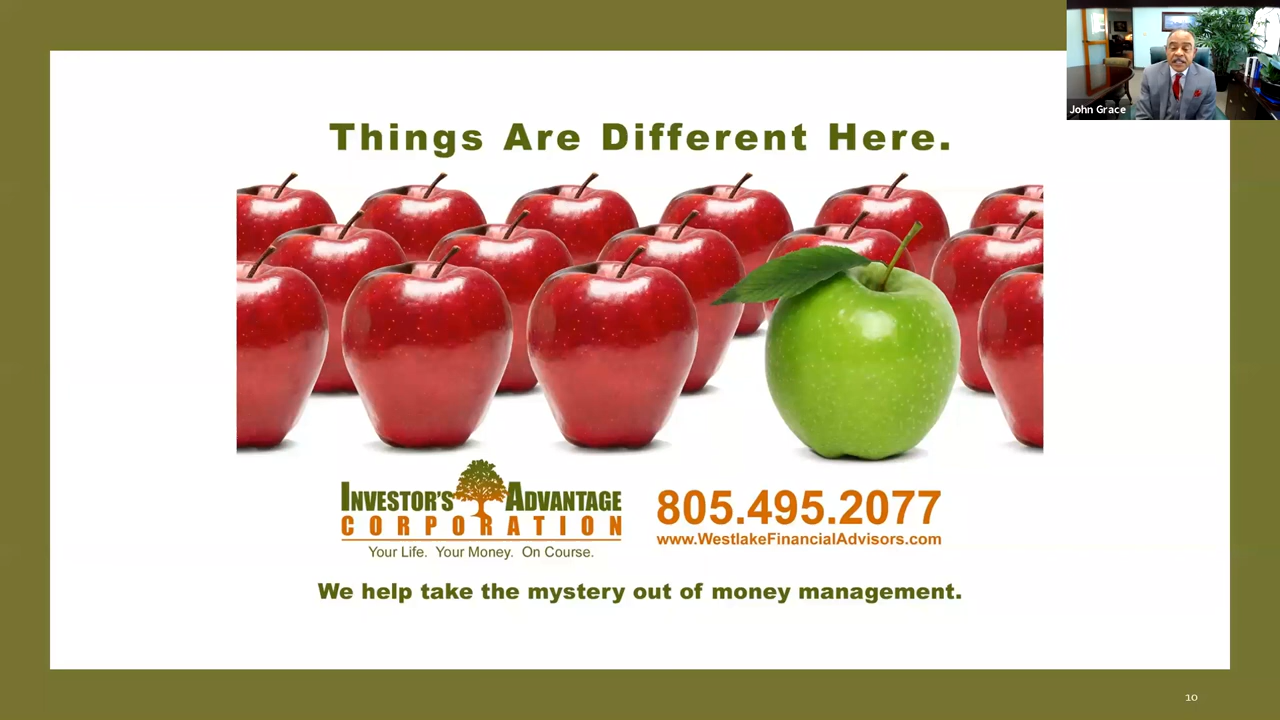 John Grace
Things Are Different Here.
INVESTOR'S ADVANTAGE
CORPORATION
Your Life. Your Money. On Course.
805.495.2077
www.WestlakeFinancialAdvisors.com
We help take the mystery out of money management.
10